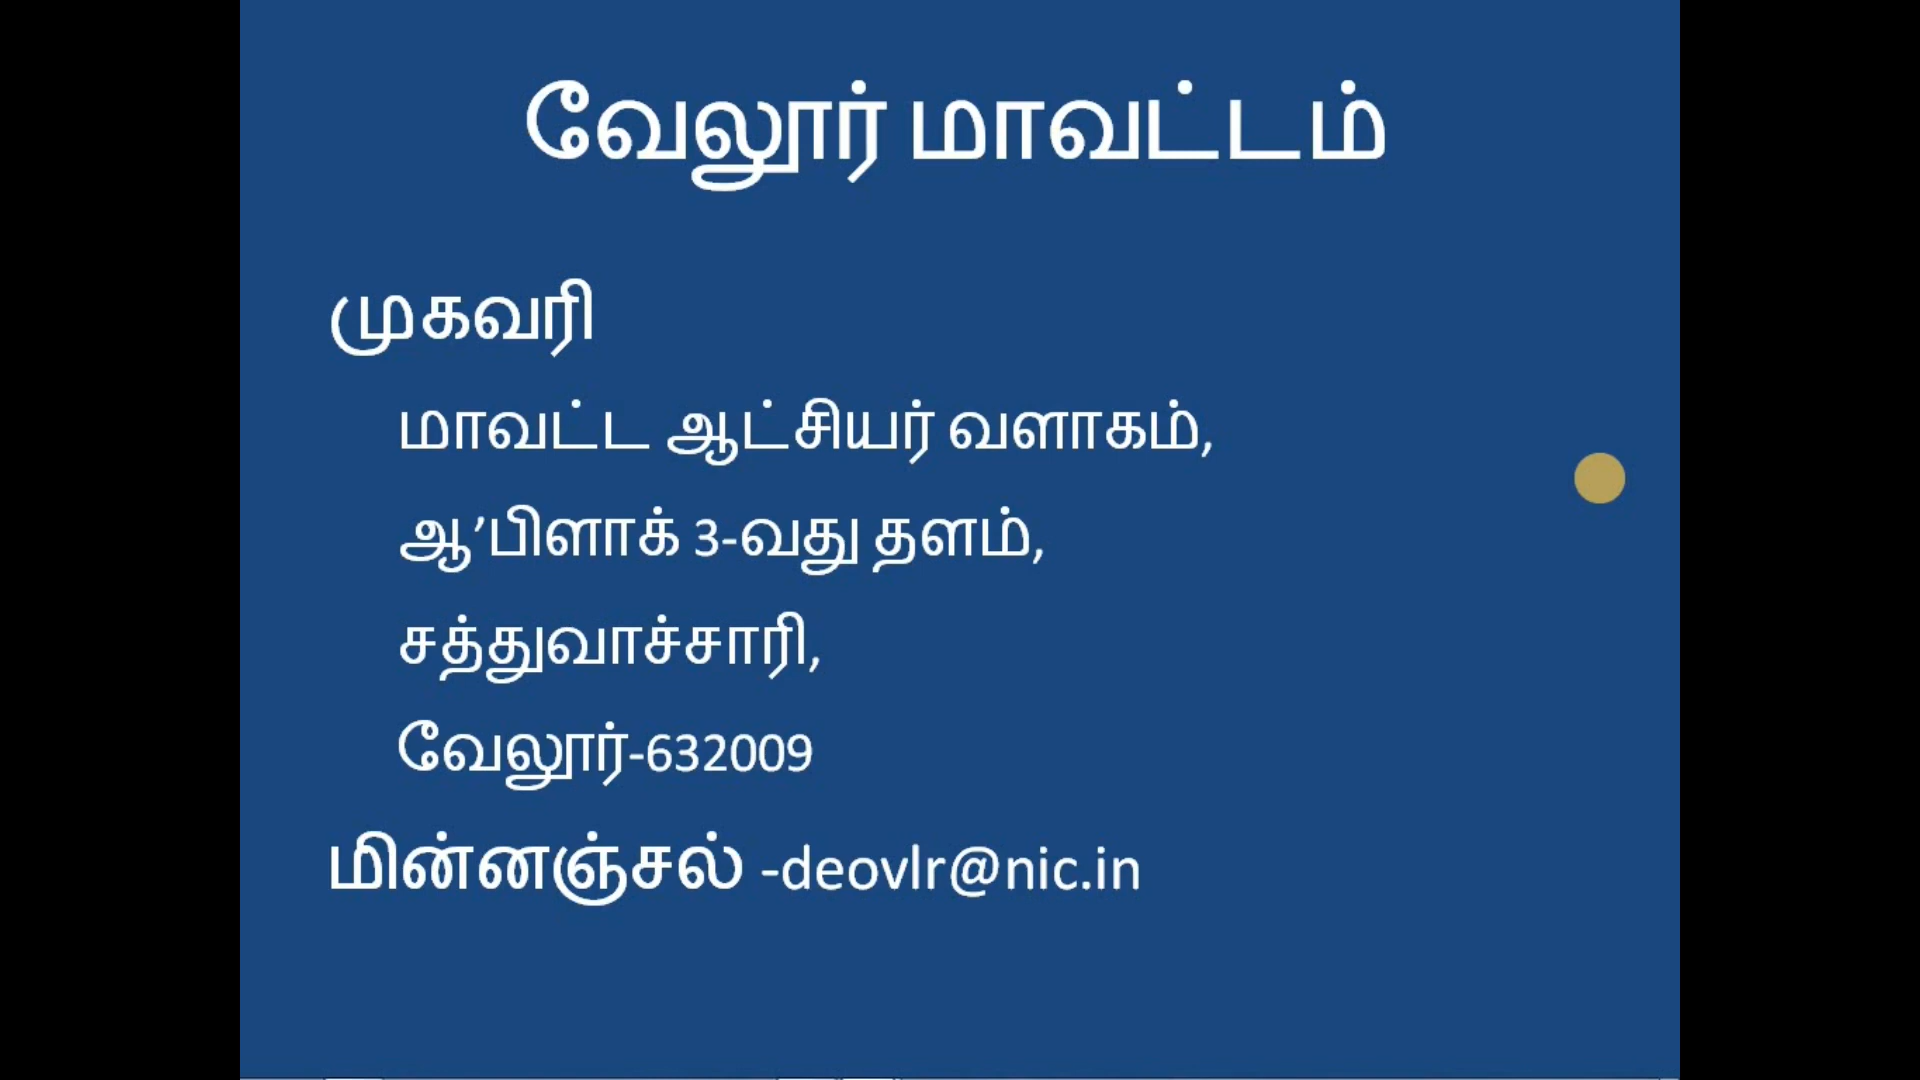 வேலூர் மாவட்டம்
முகவரி
மாவட்ட ஆட்சியர் வளாகம்,
ஆ’பிளாக் 3-வது தளம்,
சத்துவாச்சாரி,
வேலூர்-632009
மின்னஞ்சல் -deovlr@nic.in